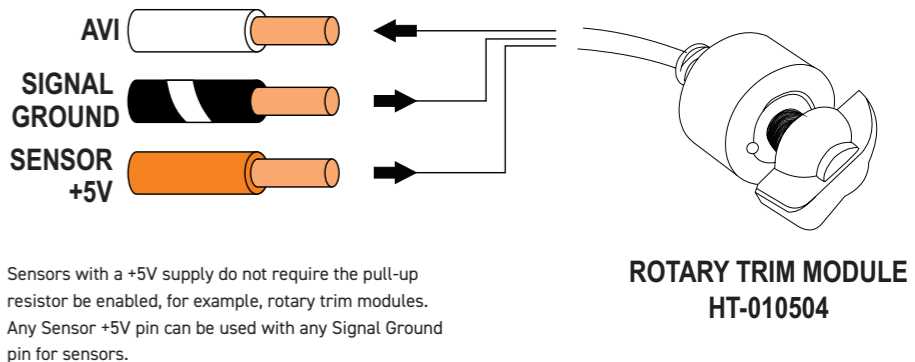 AVI
SIGNAL
GROUND
SENSOR
+5V
Sensors with a +5V supply do not require the pull-up
resistor be enabled, for example, rotary trim modules.
Any Sensor +5V pin can be used with any Signal Ground
pin for sensors.
ROTARY TRIM MODULE
HT-010504